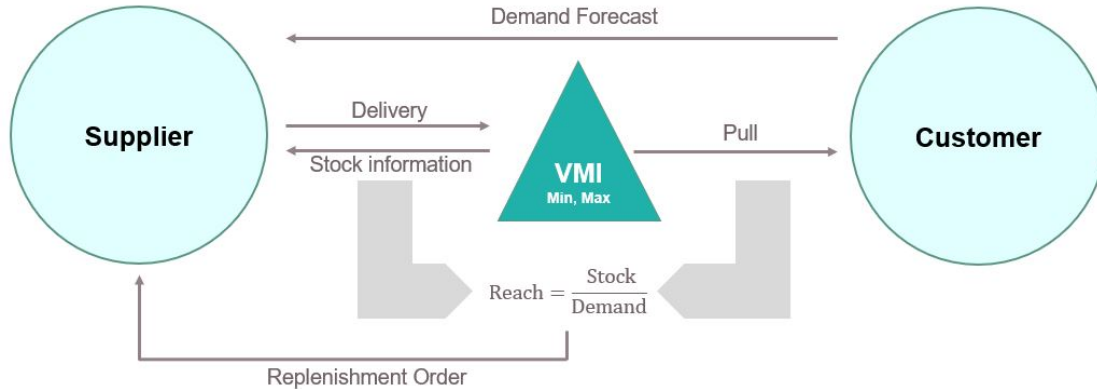 Demand Forecast
Supplier
Delivery
Stock information
VMI
Min, Max
Pull
Customer
Reach = Stock / Demand
Replenishment Order